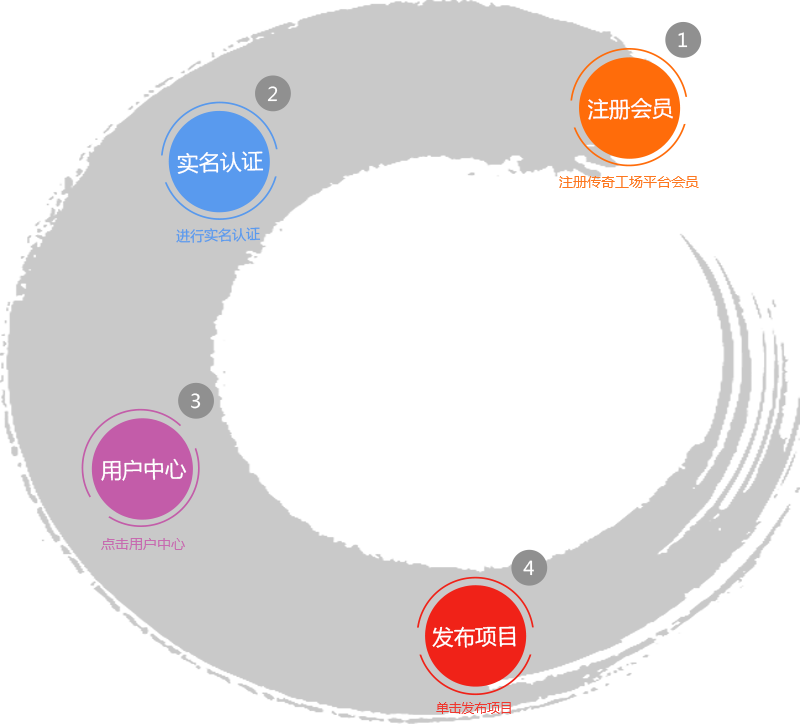 1
注册会员
注册传奇工场平台会员
2
实名认证
进行实名认证
3
用户中心
点击用户中心
4
发布项目
单击发布项目